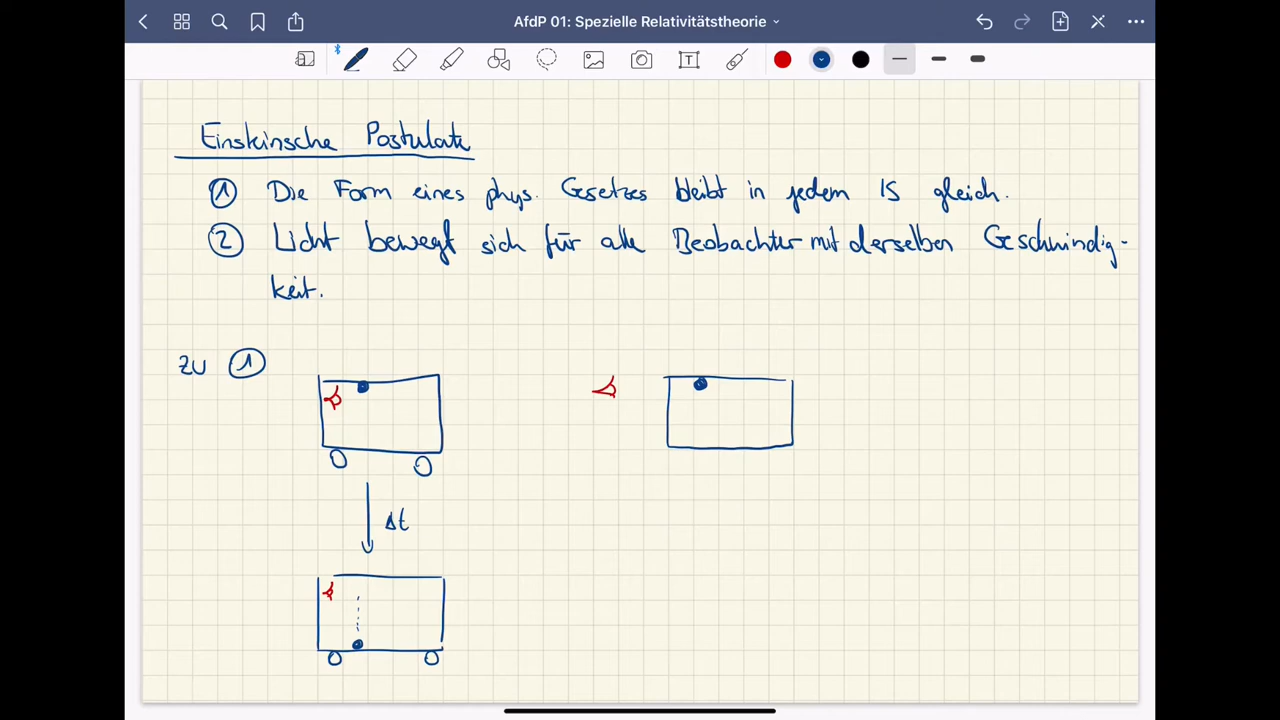 AfdP 01: Spezielle Relativitätstheorie
Einsteinsche Postulate
① Die Form eines phys. Gesetzes bleibt in jedem IS gleich.
② Licht bewegt sich für alle Beobachter mit derselben Geschwindig-
keit.
zu ①
Δt